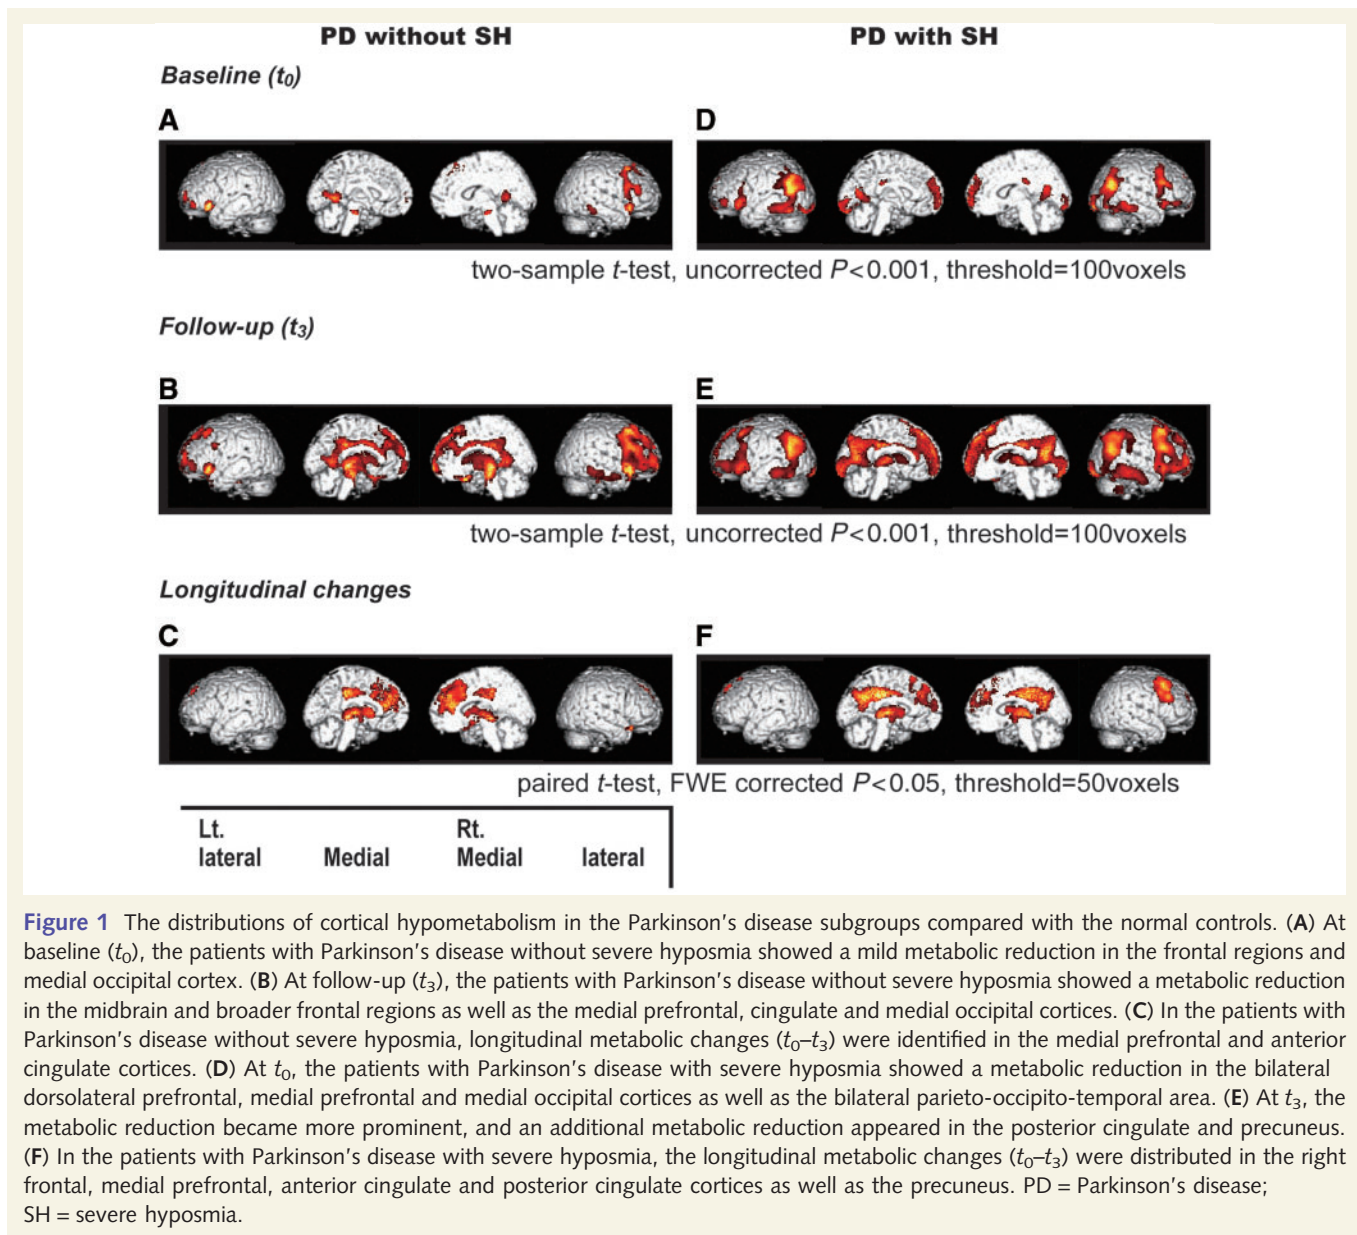 PD without SH
PD with SH
Baseline (t0)
A
D
two-sample t-test, uncorrected P<0.001, threshold=100voxels
Follow-up (t3)
B
E
two-sample t-test, uncorrected P<0.001, threshold=100voxels
Longitudinal changes
C
F
paired t-test, FWE corrected P<0.05, threshold=50voxels
Lt.
Rt.
lateral
Medial
Medial
lateral
Figure 1 The distributions of cortical hypometabolism in the Parkinson's disease subgroups compared with the normal controls. (A) At
baseline (t0), the patients with Parkinson's disease without severe hyposmia showed a mild metabolic reduction in the frontal regions and
medial occipital cortex. (B) At follow-up (t3), the patients with Parkinson's disease without severe hyposmia showed a metabolic reduction
in the midbrain and broader frontal regions as well as the medial prefrontal, cingulate and medial occipital cortices. (C) In the patients with
Parkinson's disease without severe hyposmia, longitudinal metabolic changes (t0–t3) were identified in the medial prefrontal and anterior
cingulate cortices. (D) At t0, the patients with Parkinson's disease with severe hyposmia showed a metabolic reduction in the bilateral
dorsolateral prefrontal, medial prefrontal and medial occipital cortices as well as the bilateral parieto-occipito-temporal area. (E) At t3, the
metabolic reduction became more prominent, and an additional metabolic reduction appeared in the posterior cingulate and precuneus.
(F) In the patients with Parkinson's disease with severe hyposmia, the longitudinal metabolic changes (t0–t3) were distributed in the right
frontal, medial prefrontal, anterior cingulate and posterior cingulate cortices as well as the precuneus. PD = Parkinson's disease;
SH = severe hyposmia.